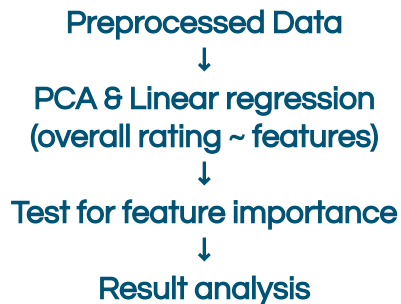 Preprocessed Data
↓
PCA & Linear regression
(overall rating ~ features)
↓
Test for feature importance
↓
Result analysis